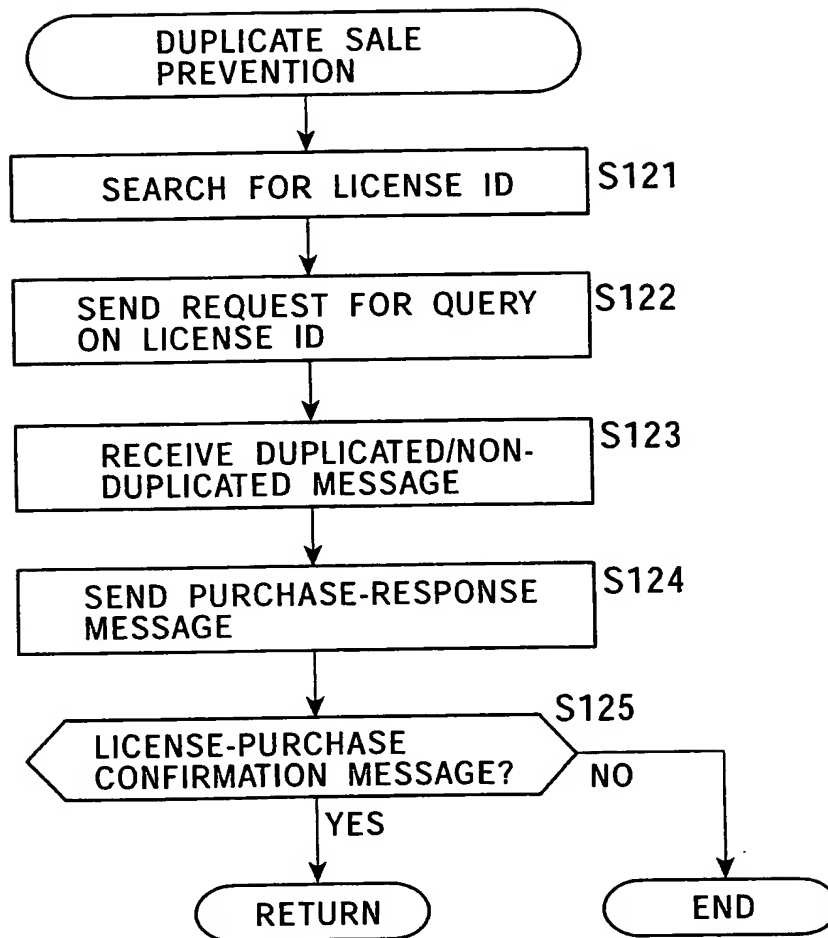 DUPLICATE SALE
PREVENTION
SEARCH FOR LICENSE ID
S121
SEND REQUEST FOR QUERY
ON LICENSE ID
S122
RECEIVE DUPLICATED/NON-
DUPLICATED MESSAGE
S123
SEND PURCHASE-RESPONSE
MESSAGE
S124
S125
LICENSE-PURCHASE
CONFIRMATION MESSAGE?
NO
YES
RETURN
END